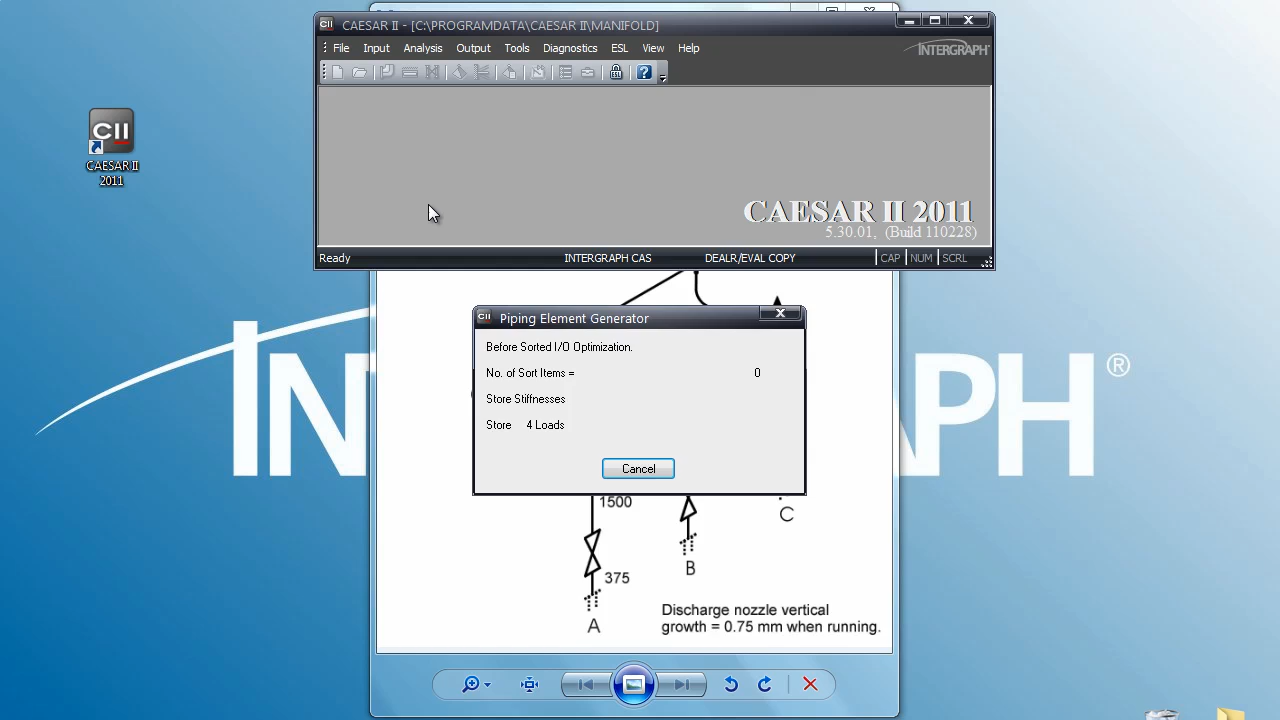 CAESAR II - [C:\PROGRAMDATA\CAESAR II\MANIFOLD]
File Input Analysis Output Tools Diagnostics ESL View Help
INTERGRAPH
CII
CAESAR II
2011
CAESAR II 2011
5.30.01, (Build 110228)
Ready INTERGRAPH CAS DEALR/EVAL COPY CAP NUM SCRL
Piping Element Generator
Before Sorted I/O Optimization.
No. of Sort Items = 0
Store Stiffnesses
Store 4 Loads
Cancel
1500
C
B
375
A
Discharge nozzle vertical
growth = 0.75 mm when running.